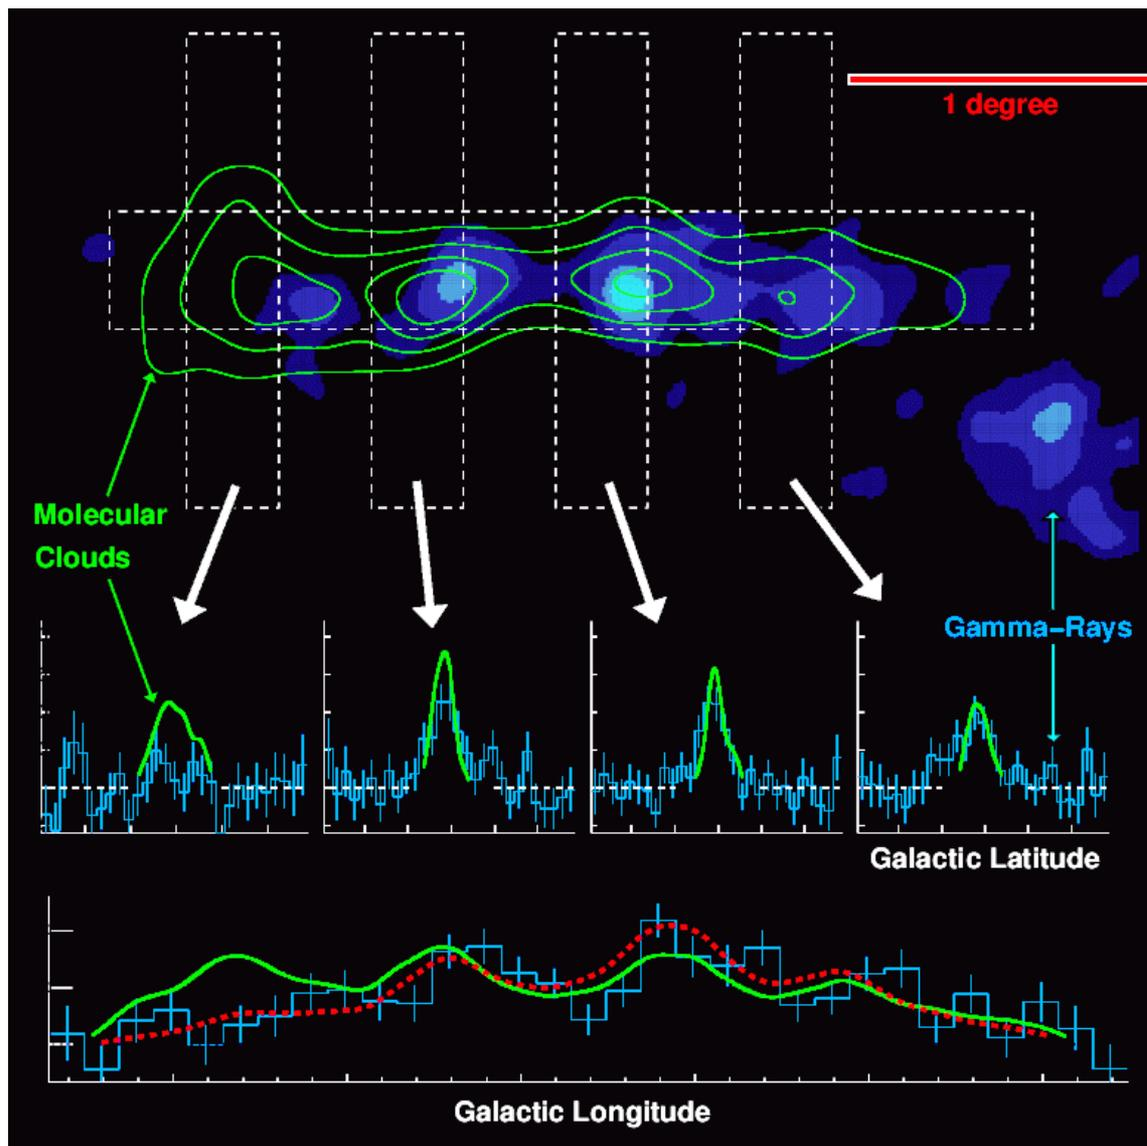 1 degree
Molecular
Clouds
Gamma-Rays
Galactic Latitude
Galactic Longitude